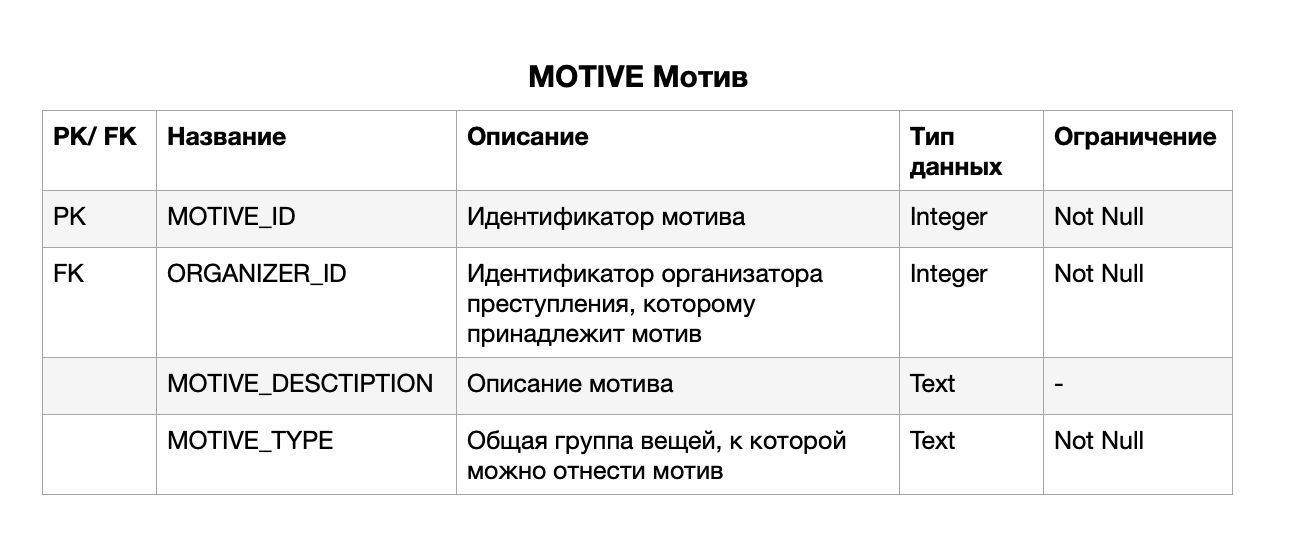 MOTIVE Мотив
PK/ FK Название Описание Тип данных Ограничение
PK MOTIVE_ID Идентификатор мотива Integer Not Null
FK ORGANIZER_ID Идентификатор организатора Integer Not Null
преступления, которому
принадлежит мотив
MOTIVE_DESCTIPTION Описание мотива Text -
MOTIVE_TYPE Общая группа вещей, к которой Text Not Null
можно отнести мотив